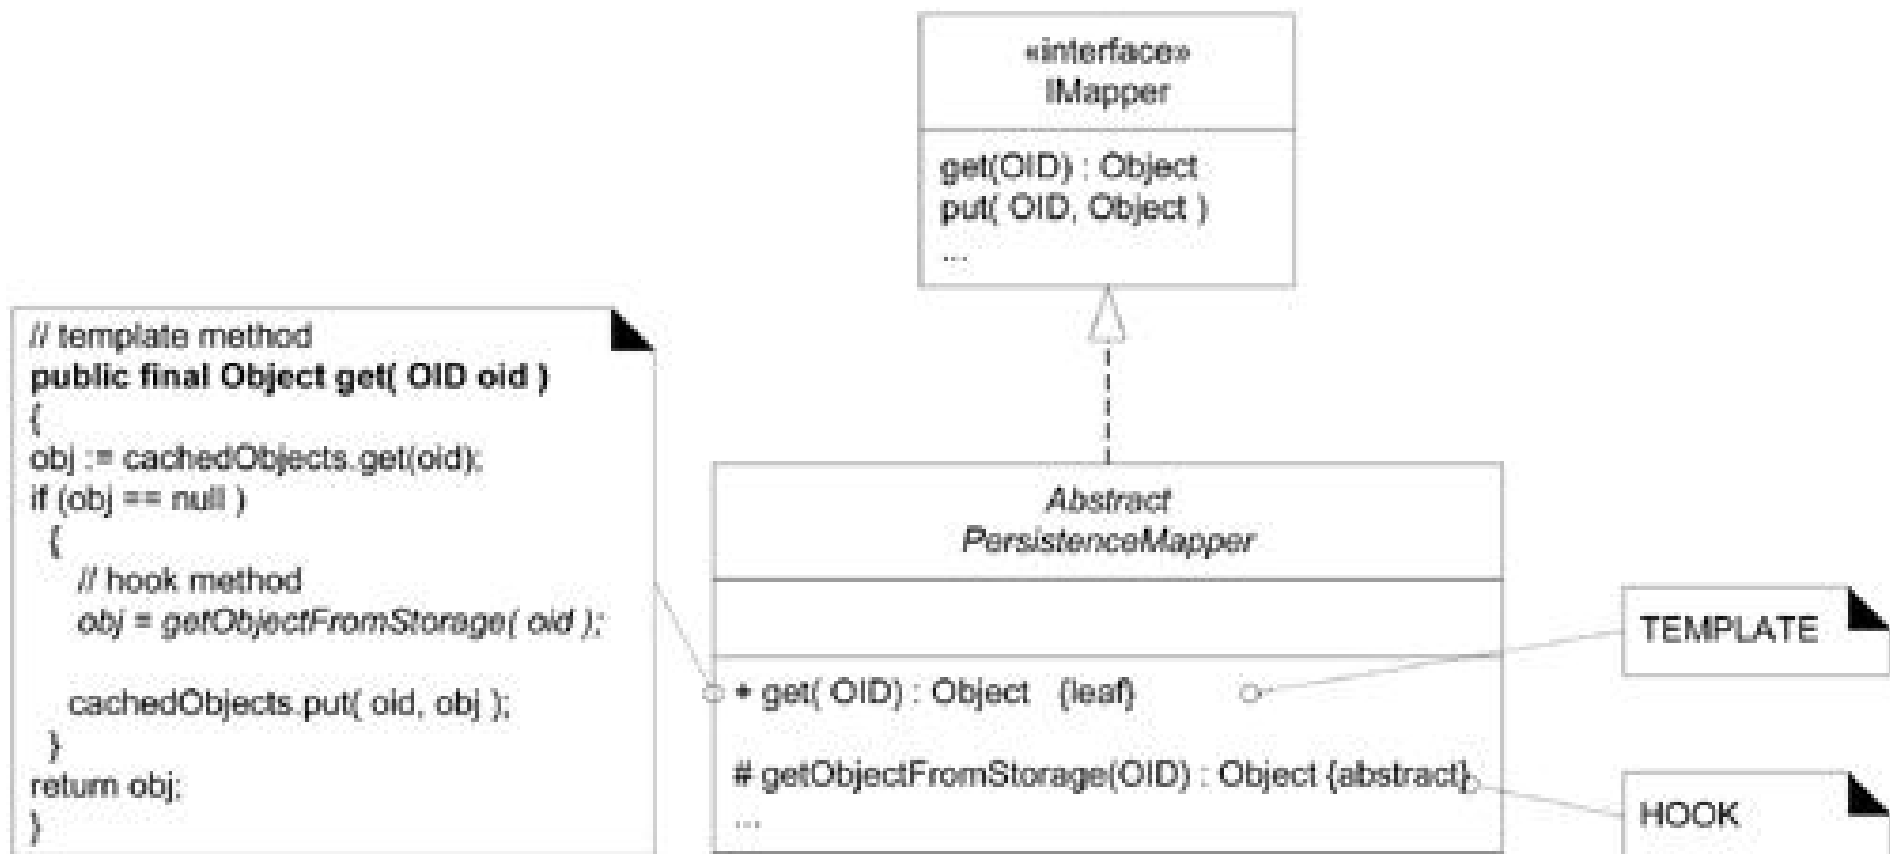 «interface»
IMapper
get(OID) : Object
put( OID, Object )
...
// template method
public final Object get( OID oid )
{
obj := cachedObjects.get(oid);
if (obj == null )
{
// hook method
obj = getObjectFromStorage( oid );
cachedObjects.put( oid, obj );
}
return obj;
}
Abstract
PersistenceMapper
+ get( OID) : Object {leaf}
# getObjectFromStorage(OID) : Object {abstract}
...
TEMPLATE
HOOK